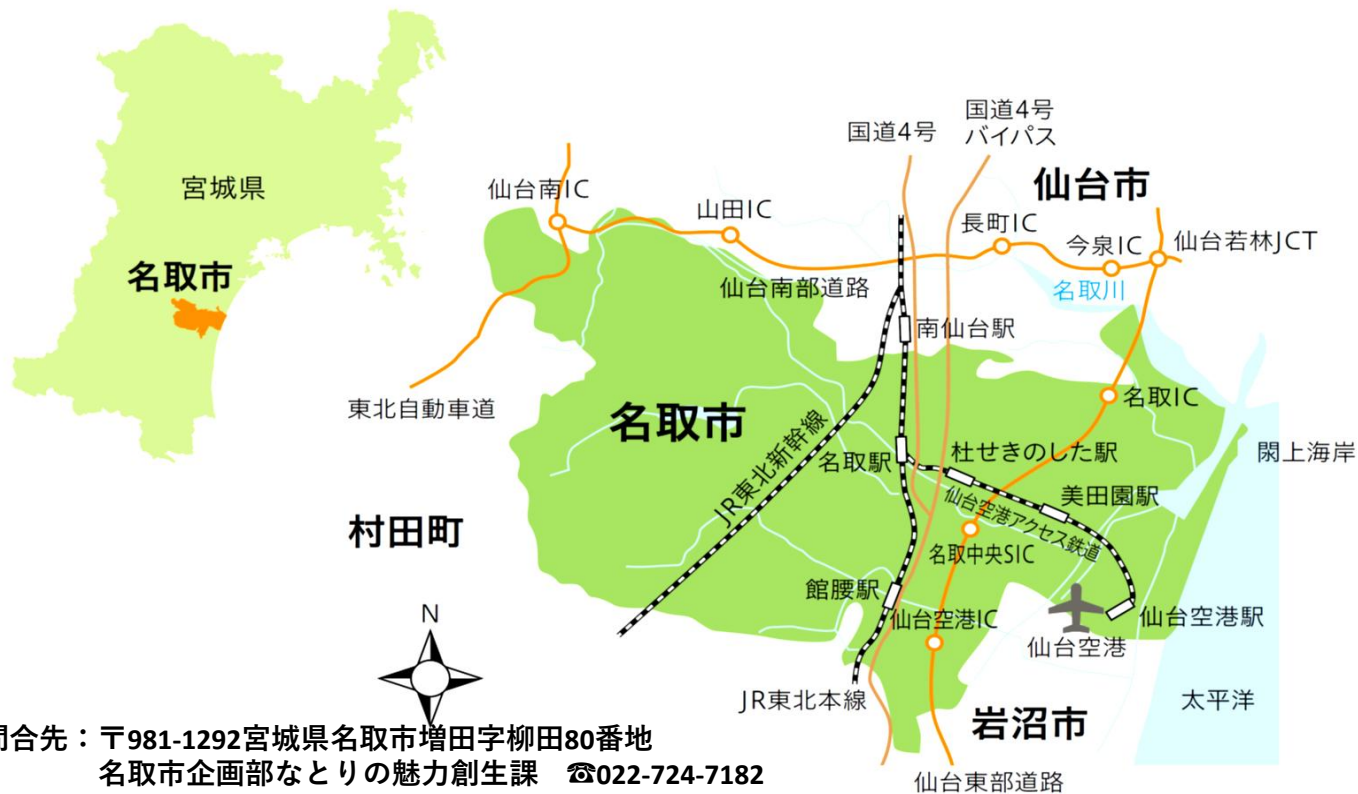 宮城県
名取市
国道4号
国道4号
バイパス
仙台市
仙台南IC
山田IC
長町IC
今泉IC
仙台若林JCT
仙台南部道路
名取川
南仙台駅
東北自動車道
名取市
JR東北新幹線
名取IC
名取駅
杜せきのした駅
閖上海岸
美田園駅
仙台空港アクセス鉄道
村田町
名取中央SIC
館腰駅
仙台空港IC
仙台空港駅
仙台空港
N
JR東北本線
岩沼市
太平洋
仙台東部道路
問合先：〒981-1292宮城県名取市増田字柳田80番地
名取市企画部なとりの魅力創生課 ☎022-724-7182